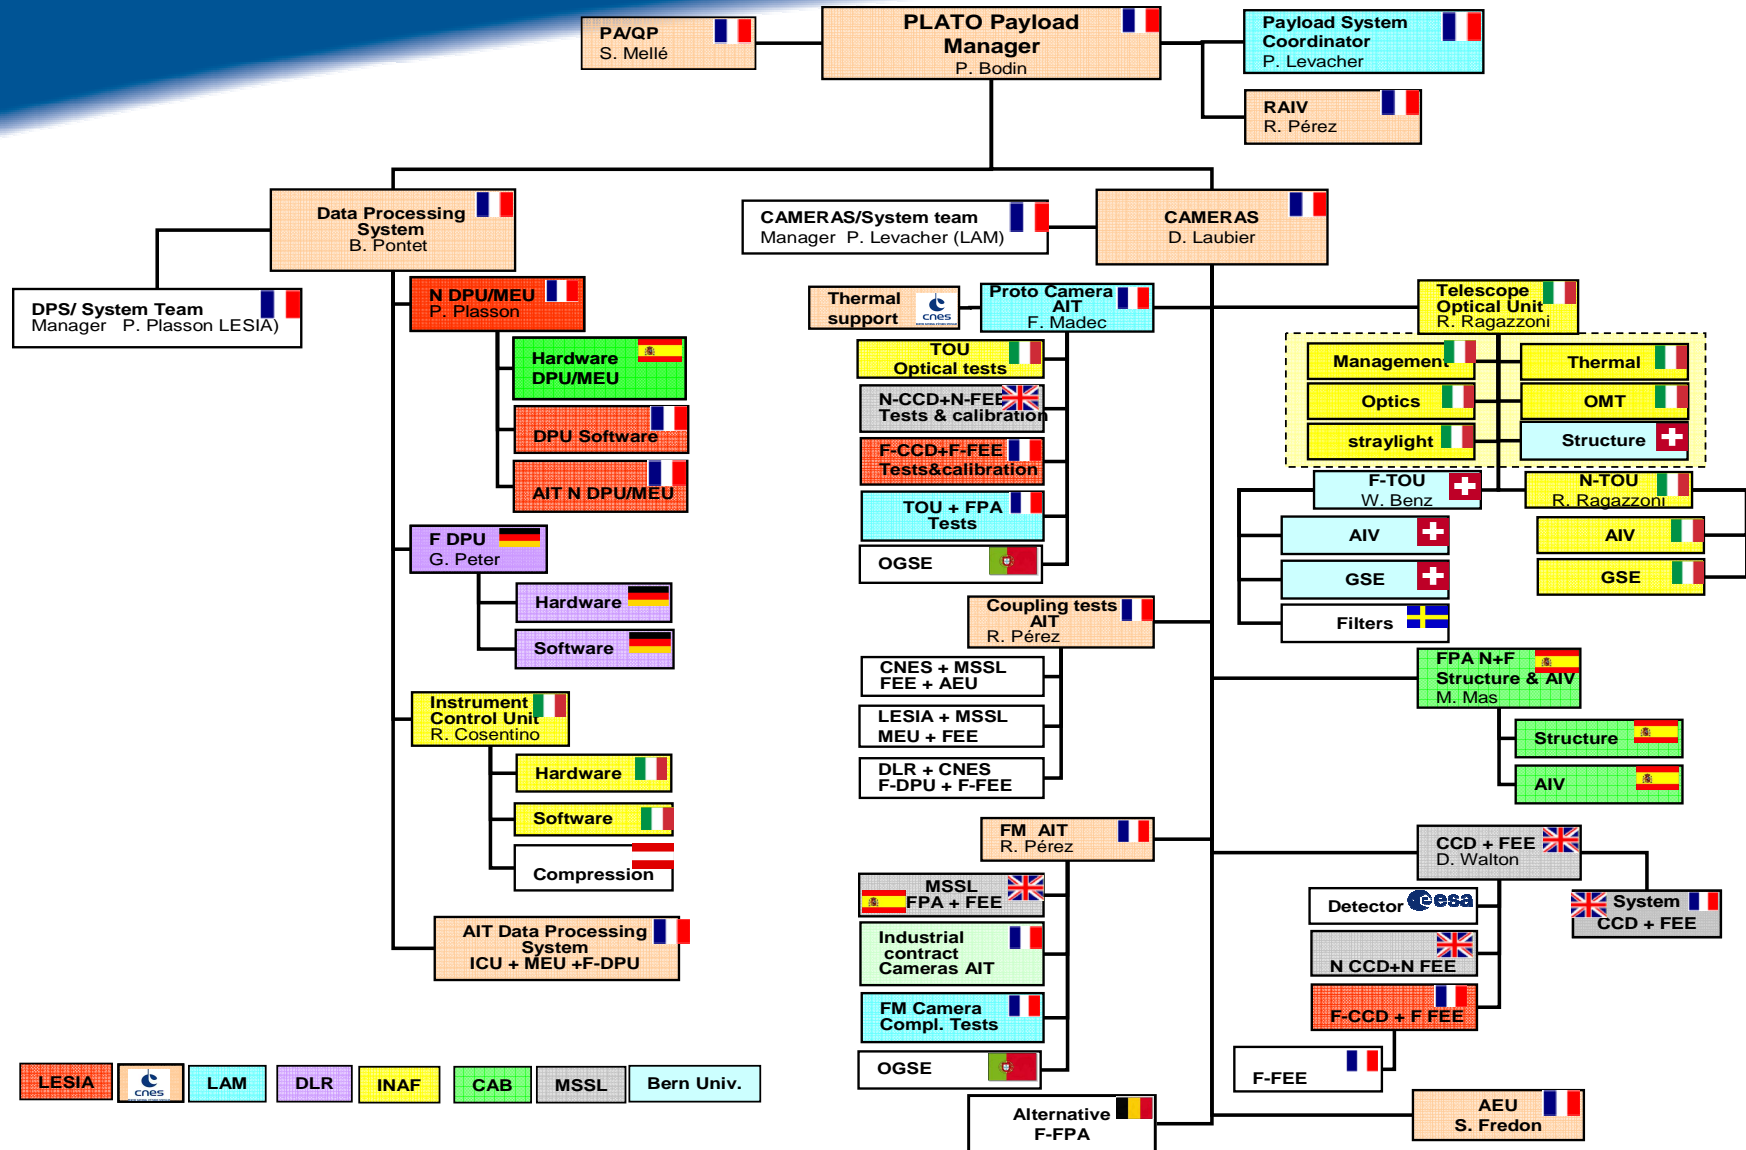 PA/QP
S. Mellé
PLATO Payload
Manager
P. Bodin
Payload System
Coordinator
P. Levacher
RAIV
R. Pérez
Data Processing
System
B. Pontet
CAMERAS/System team
Manager P. Levacher (LAM)
CAMERAS
D. Laubier
DPS/ System Team
Manager P. Plasson LESIA)
N DPU/MEU
P. Plasson
Hardware
DPU/MEU
DPU Software
AIT N DPU/MEU
F DPU
G. Peter
Hardware
Software
Instrument
Control Unit
R. Cosentino
Hardware
Software
Compression
AIT Data Processing
System
ICU + MEU +F-DPU
Thermal
support
cnes
Proto Camera
AIT
F. Madec
TOU
Optical tests
N-CCD+N-FEE
Tests & calibration
F-CCD+F-FEE
Tests&calibration
TOU + FPA
Tests
OGSE
Coupling tests
AIT
R. Pérez
CNES + MSSL
FEE + AEU
LESIA + MSSL
MEU + FEE
DLR + CNES
F-DPU + F-FEE
FM AIT
R. Pérez
MSSL
FPA + FEE
Industrial
contract
Cameras AIT
FM Camera
Compl. Tests
OGSE
Alternative
F-FPA
Telescope
Optical Unit
R. Ragazzoni
Management
Thermal
Optics
OMT
straylight
Structure
F-TOU
W. Benz
N-TOU
R. Ragazzoni
AIV
AIV
GSE
GSE
Filters
FPA N+F
Structure & AIV
M. Mas
Structure
AIV
CCD + FEE
D. Walton
Detector esa
System
CCD + FEE
N CCD+N FEE
F-CCD + F FEE
F-FEE
AEU
S. Fredon
LESIA
cnes
LAM
DLR
INAF
CAB
MSSL
Bern Univ.